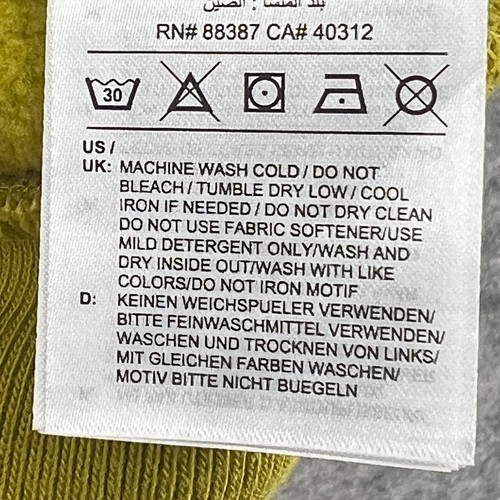 بلد المنشأ : الصين
RN# 88387 CA# 40312
30
US /
UK: MACHINE WASH COLD / DO NOT
BLEACH / TUMBLE DRY LOW / COOL
IRON IF NEEDED / DO NOT DRY CLEAN
DO NOT USE FABRIC SOFTENER/USE
MILD DETERGENT ONLY/WASH AND
DRY INSIDE OUT/WASH WITH LIKE
COLORS/DO NOT IRON MOTIF
D: KEINEN WEICHSPUELER VERWENDEN/
BITTE FEINWASCHMITTEL VERWENDEN/
WASCHEN UND TROCKNEN VON LINKS/
MIT GLEICHEN FARBEN WASCHEN/
MOTIV BITTE NICHT BUEGELN